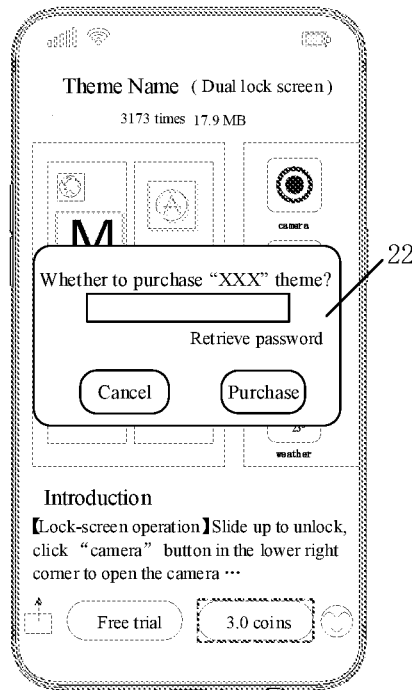 Theme Name ( Dual lock screen )
3173 times 17.9 MB
A
camera
M
22
Whether to purchase “XXX” theme?
Retrieve password
Cancel
Purchase
23°
weather
Introduction
【Lock-screen operation】Slide up to unlock,
click “camera” button in the lower right
corner to open the camera ···
Free trial
3.0 coins